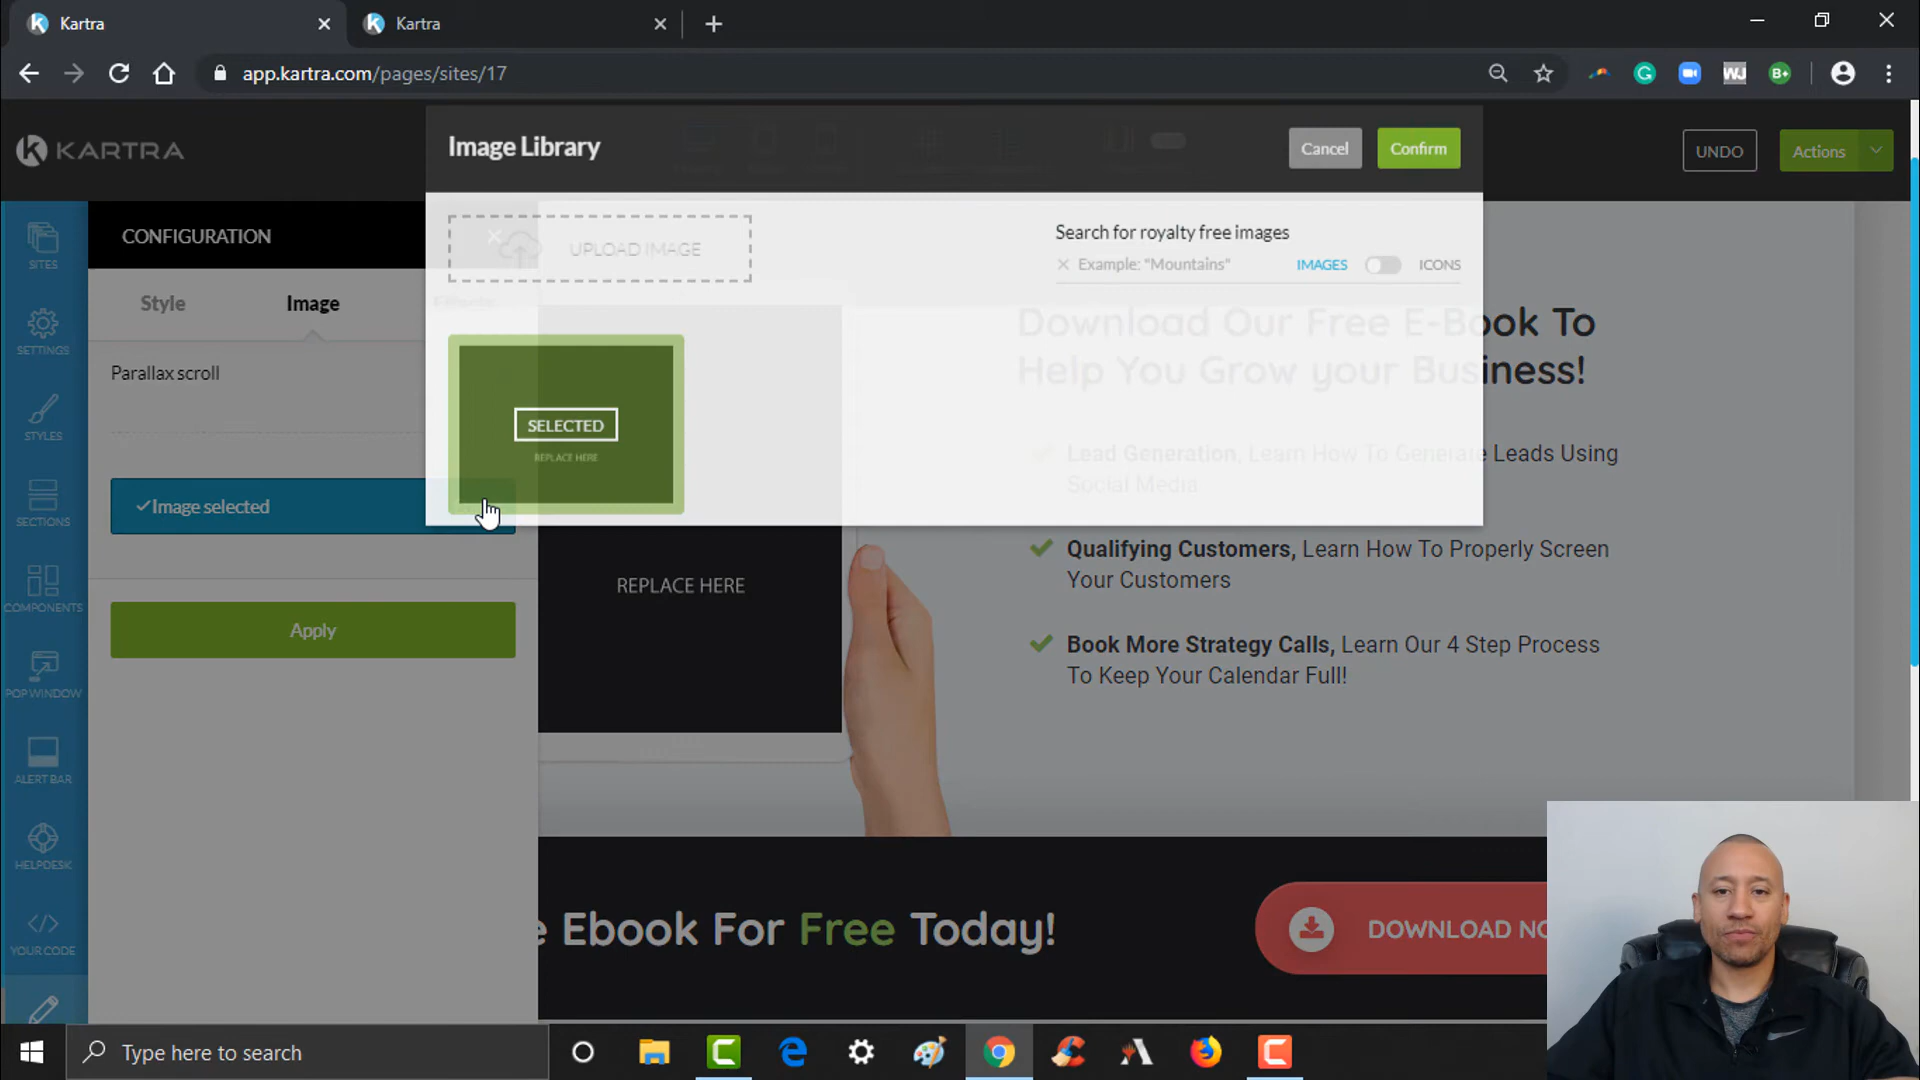 Kartra
Kartra
app.kartra.com/pages/sites/17
WJ
B+
KARTRA
Image Library
Cancel
Confirm
UNDO
Actions
SITES
SETTINGS
STYLES
SECTIONS
COMPONENTS
POP WINDOW
ALERT BAR
HELPDESK
YOUR CODE
CONFIGURATION
Style
Image
Parallax scroll
Image selected
Apply
UPLOAD IMAGE
Search for royalty free images
Example: "Mountains"
IMAGES
ICONS
SELECTED
REPLACE HERE
REPLACE HERE
Download Our Free E-Book To
Help You Grow your Business!
Lead Generation, Learn How To Generate Leads Using
Social Media
Qualifying Customers, Learn How To Properly Screen
Your Customers
Book More Strategy Calls, Learn Our 4 Step Process
To Keep Your Calendar Full!
e Ebook For Free Today!
DOWNLOAD NO
Type here to search